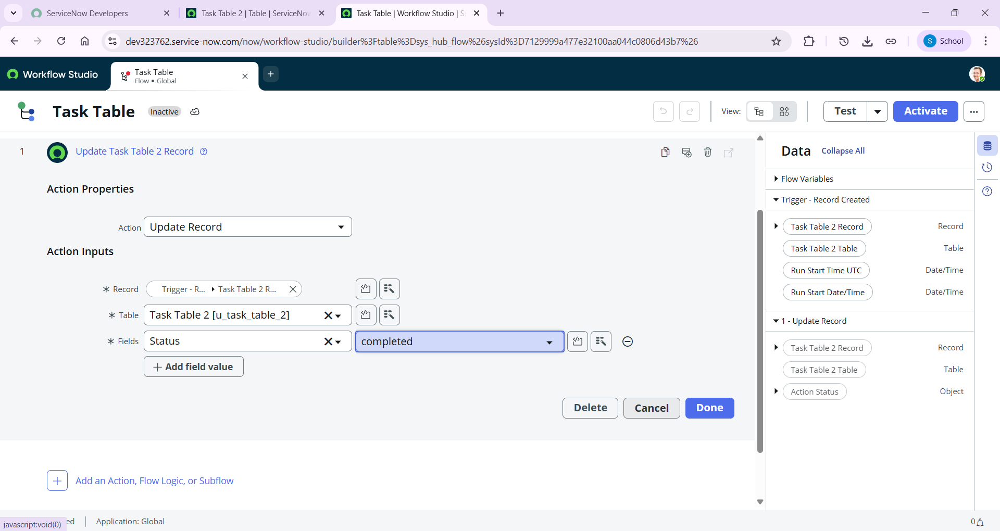 ServiceNow Developers
Task Table 2 | Table | ServiceNow
Task Table | Workflow Studio | S
dev323762.service-now.com/now/workflow-studio/builder%3Ftable%3Dsys_hub_flow%26sysId%3D7129999a477e32100aa044c0806d43b7%26
S School
Workflow Studio
Task Table
Flow • Global
Task Table
Inactive
View:
Test
Activate
1
Update Task Table 2 Record
Action Properties
Action
Update Record
Action Inputs
* Record
Trigger - R...
Task Table 2 R...
* Table
Task Table 2 [u_task_table_2]
* Fields
Status
completed
Add field value
Delete
Cancel
Done
Add an Action, Flow Logic, or Subflow
Data
Collapse All
Flow Variables
Trigger - Record Created
Task Table 2 Record
Record
Task Table 2 Table
Table
Run Start Time UTC
Date/Time
Run Start Date/Time
Date/Time
1 - Update Record
Task Table 2 Record
Record
Task Table 2 Table
Table
Action Status
Object
javascript:void(0)
ed
Application: Global
0